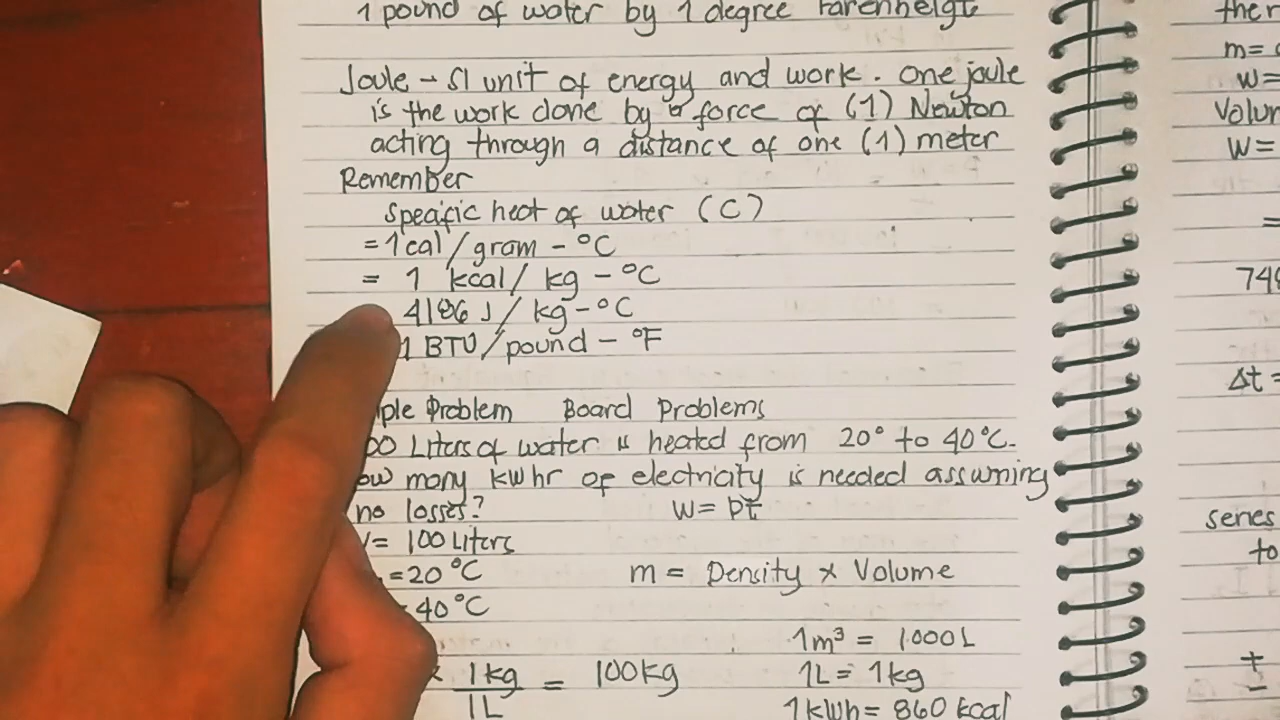 1 pound of water by 1 degree Farenheigt
Joule - SI unit of energy and work. One joule
is the work done by a force of (1) Newton
acting through a distance of one (1) meter
Remember
specific heat of water (C)
= 1 cal/gram - °C
= 1 kcal/ kg - °C
4186 J/ kg - °C
1 BTU/pound - °F
Problem Board Problems
Liters of water is heated from 20° to 40°C.
many kwhr of electricity is needed assuming
no losses? W = Pt
V = 100 Liters
= 20 °C m = Density x Volume
40 °C
1m³ = 1000L
x 1kg/1L = 100kg 1L = 1kg
1 kwh = 860 kcal
m=
W=
W=
=
Δt =
series
to
+
-